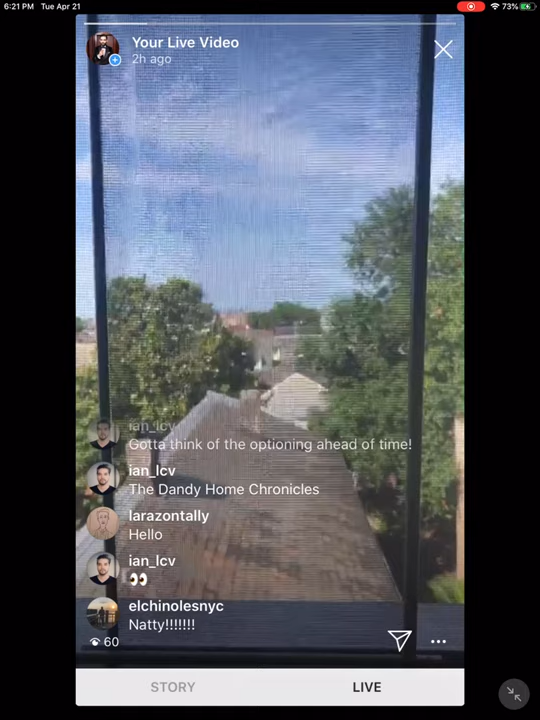 6:21 PM Tue Apr 21
73%
Your Live Video
2h ago
ian_lcv
Gotta think of the optioning ahead of time!
ian_lcv
The Dandy Home Chronicles
larazontally
Hello
ian_lcv
👀
elchinolesnyc
Natty!!!!!!!
60
STORY
LIVE